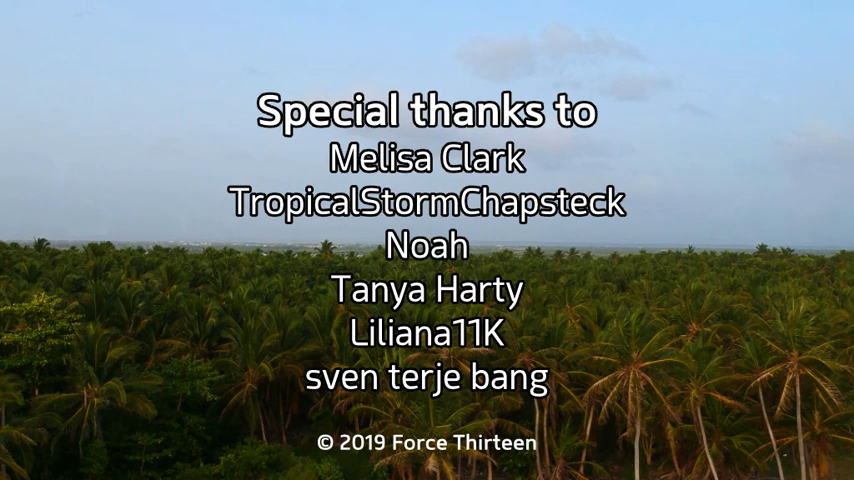 Special thanks to
Melisa Clark
TropicalStormChapsteck
Noah
Tanya Harty
Liliana11K
sven terje bang
© 2019 Force Thirteen